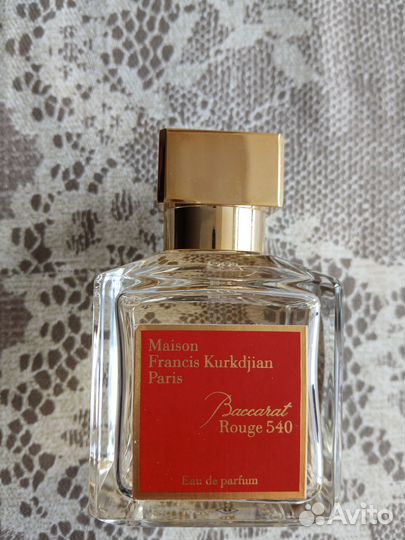 Maison
Francis Kurkdjian
Paris
Baccarat
Rouge 540
Eau de parfum
Avito